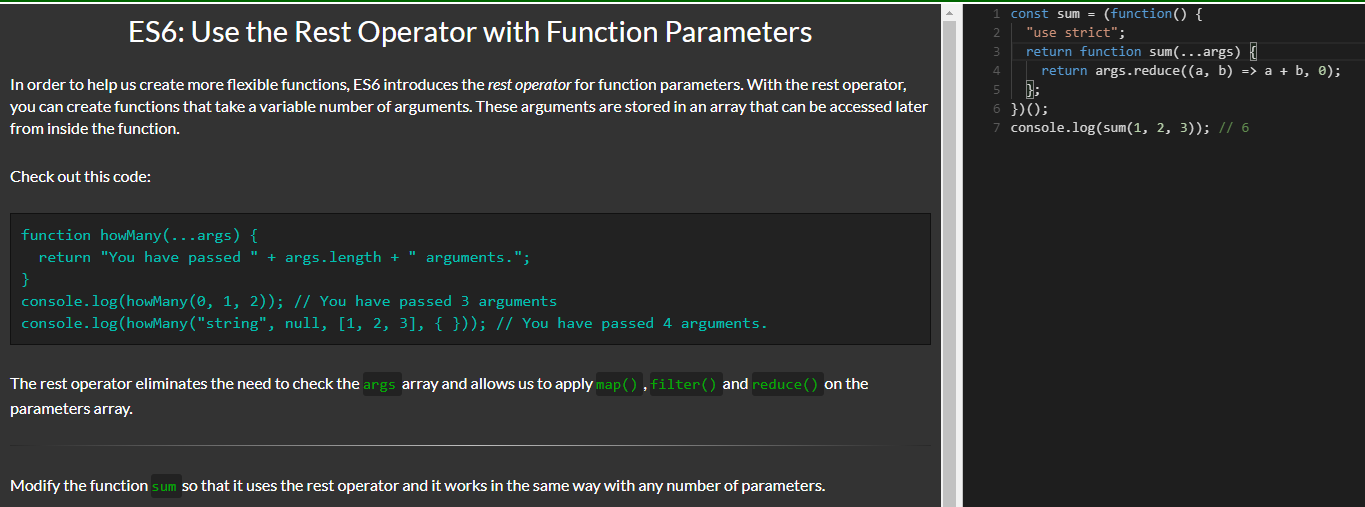 ES6: Use the Rest Operator with Function Parameters
In order to help us create more flexible functions, ES6 introduces the rest operator for function parameters. With the rest operator,
you can create functions that take a variable number of arguments. These arguments are stored in an array that can be accessed later
from inside the function.
Check out this code:
function howMany(...args) {
  return "You have passed " + args.length + " arguments.";
}
console.log(howMany(0, 1, 2)); // You have passed 3 arguments
console.log(howMany("string", null, [1, 2, 3], { })); // You have passed 4 arguments.
The rest operator eliminates the need to check the args array and allows us to apply map() , filter() and reduce() on the
parameters array.
Modify the function sum so that it uses the rest operator and it works in the same way with any number of parameters.
1 const sum = (function() {
2   "use strict";
3   return function sum(...args) {
4     return args.reduce((a, b) => a + b, 0);
5   };
6 })();
7 console.log(sum(1, 2, 3)); // 6